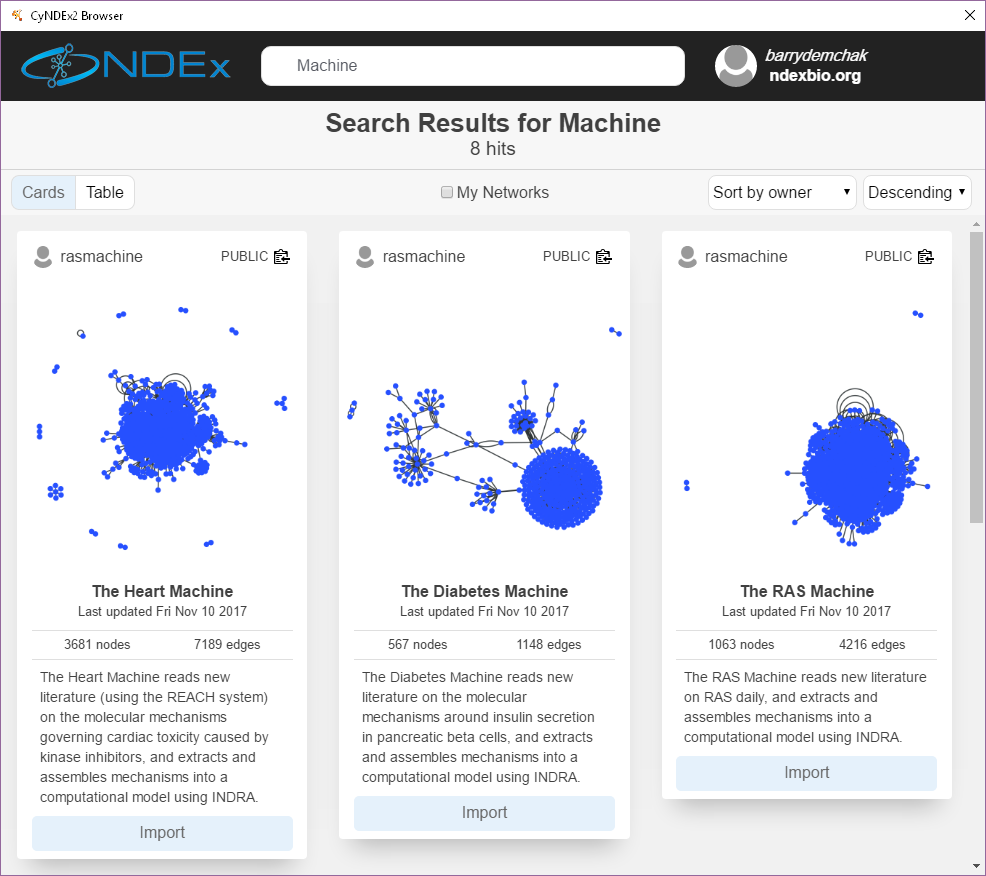 CyNDEx2 Browser
NDEx
Machine
barrydemchak
ndexbio.org
Search Results for Machine
8 hits
Cards
Table
My Networks
Sort by owner
Descending
rasmachine
PUBLIC
The Heart Machine
Last updated Fri Nov 10 2017
3681 nodes
7189 edges
The Heart Machine reads new
literature (using the REACH system)
on the molecular mechanisms
governing cardiac toxicity caused by
kinase inhibitors, and extracts and
assembles mechanisms into a
computational model using INDRA.
Import
rasmachine
PUBLIC
The Diabetes Machine
Last updated Fri Nov 10 2017
567 nodes
1148 edges
The Diabetes Machine reads new
literature on the molecular
mechanisms around insulin secretion
in pancreatic beta cells, and extracts
and assembles mechanisms into a
computational model using INDRA.
Import
rasmachine
PUBLIC
The RAS Machine
Last updated Fri Nov 10 2017
1063 nodes
4216 edges
The RAS Machine reads new literature
on RAS daily, and extracts and
assembles mechanisms into a
computational model using INDRA.
Import